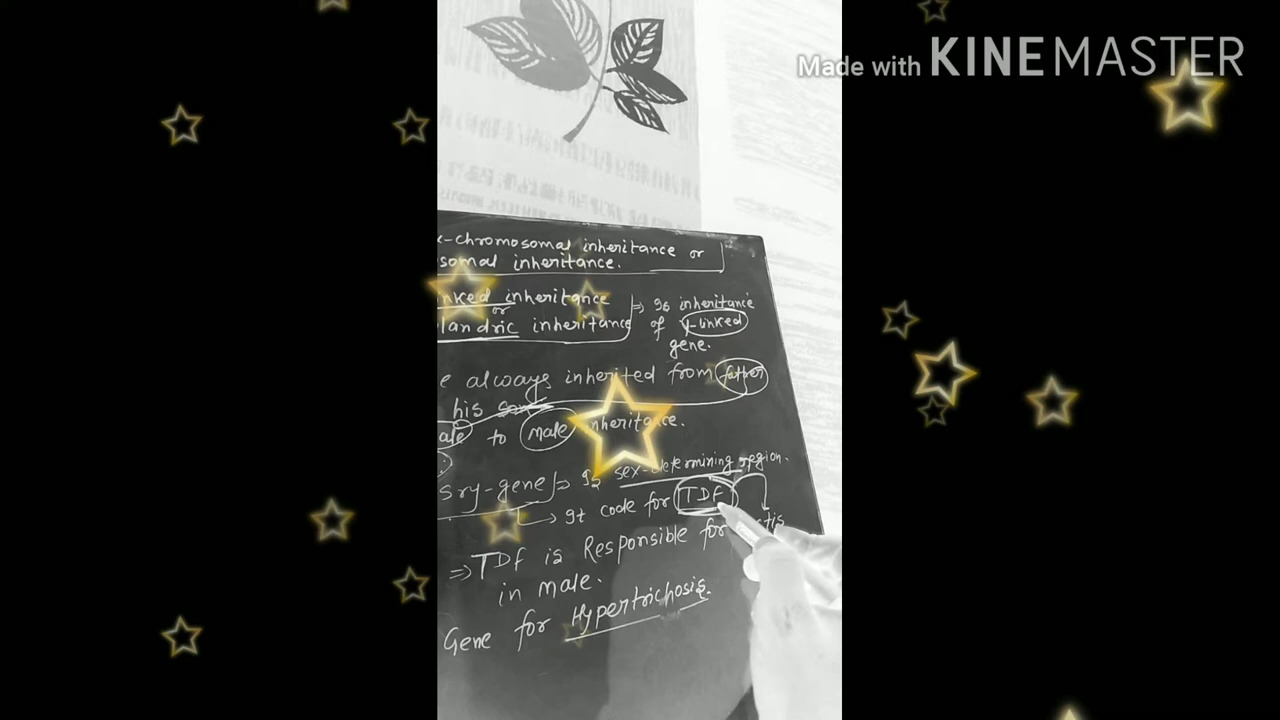 Made with KINEMASTER
x-chromosomal inheritance or
somal inheritance.
nked inheritance
or
landric inheritance
⇒ 9s inheritance
of y-linked
gene.
e always inherited from father
his son
ale to male inheritance.
Sry-gene ⇒ 9s sex-determining region.
→ 9t code for TDF
⇒ TDF is Responsible for
in male.
Gene for Hypertrichosis.